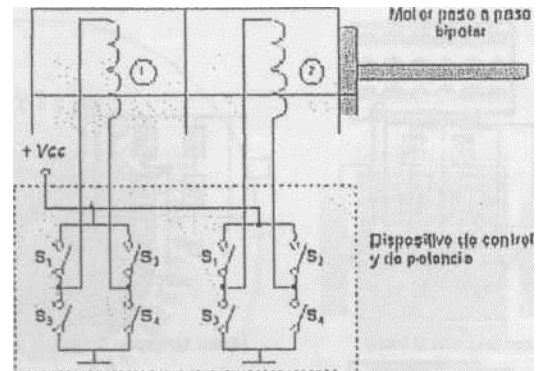 Motor paso a paso
bipolar
1
2
+ Vcc
Dispositivo de control
y de potencia
S1
S3
S1
S2
S3
S4
S3
S4